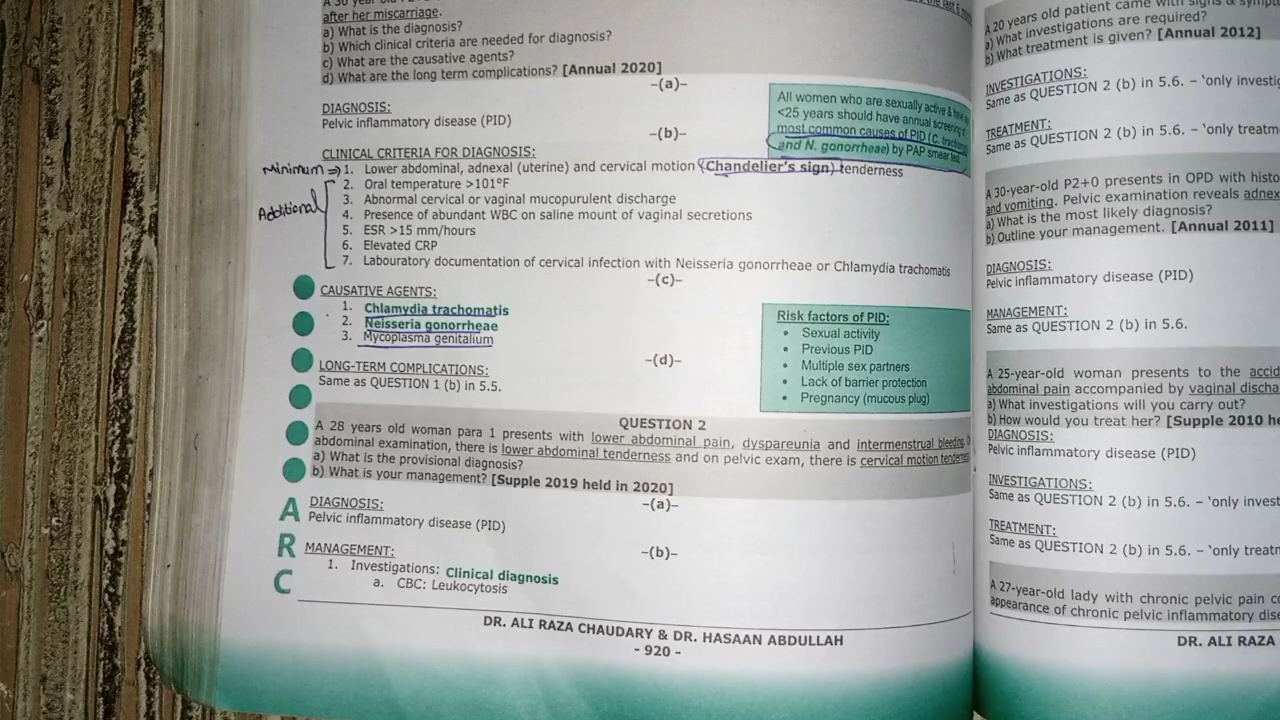 after her miscarriage.
a) What is the diagnosis?
b) Which clinical criteria are needed for diagnosis?
c) What are the causative agents?
d) What are the long term complications? [Annual 2020]
-(a)-
DIAGNOSIS:
Pelvic inflammatory disease (PID)
All women who are sexually active &
<25 years should have annual screening
most common causes of PID (C.
and N. gonorrheae) by PAP smear
-(b)-
CLINICAL CRITERIA FOR DIAGNOSIS:
Minimum ⇒ 1. Lower abdominal, adnexal (uterine) and cervical motion (Chandelier's sign) tenderness
Additional
2. Oral temperature >101°F
3. Abnormal cervical or vaginal mucopurulent discharge
4. Presence of abundant WBC on saline mount of vaginal secretions
5. ESR >15 mm/hours
6. Elevated CRP
7. Labouratory documentation of cervical infection with Neisseria gonorrheae or Chlamydia trachomatis
-(c)-
CAUSATIVE AGENTS:
1. Chlamydia trachomatis
2. Neisseria gonorrheae
3. Mycoplasma genitalium
Risk factors of PID:
• Sexual activity
• Previous PID
• Multiple sex partners
• Lack of barrier protection
• Pregnancy (mucous plug)
-(d)-
LONG-TERM COMPLICATIONS:
Same as QUESTION 1 (b) in 5.5.
QUESTION 2
A 28 years old woman para 1 presents with lower abdominal pain, dyspareunia and intermenstrual bleeding.
abdominal examination, there is lower abdominal tenderness and on pelvic exam, there is cervical motion
a) What is the provisional diagnosis?
b) What is your management? [Supple 2019 held in 2020]
-(a)-
DIAGNOSIS:
Pelvic inflammatory disease (PID)
-(b)-
MANAGEMENT:
1. Investigations: Clinical diagnosis
a. CBC: Leukocytosis
A
R
C
DR. ALI RAZA CHAUDARY & DR. HASAAN ABDULLAH
- 920 -
A 20 years old patient came with signs &
a) What investigations are required?
b) What treatment is given? [Annual 2012]
INVESTIGATIONS:
Same as QUESTION 2 (b) in 5.6. – 'only
TREATMENT:
Same as QUESTION 2 (b) in 5.6. – 'only
A 30-year-old P2+0 presents in OPD with
and vomiting. Pelvic examination reveals
a) What is the most likely diagnosis?
b) Outline your management. [Annual 2011]
DIAGNOSIS:
Pelvic inflammatory disease (PID)
MANAGEMENT:
Same as QUESTION 2 (b) in 5.6.
A 25-year-old woman presents to the
abdominal pain accompanied by vaginal
a) What investigations will you carry out?
b) How would you treat her? [Supple 2010
DIAGNOSIS:
Pelvic inflammatory disease (PID)
INVESTIGATIONS:
Same as QUESTION 2 (b) in 5.6. – 'only
TREATMENT:
Same as QUESTION 2 (b) in 5.6. – 'only
A 27-year-old lady with chronic pelvic pain
appearance of chronic pelvic inflammatory
DR. ALI RAZA